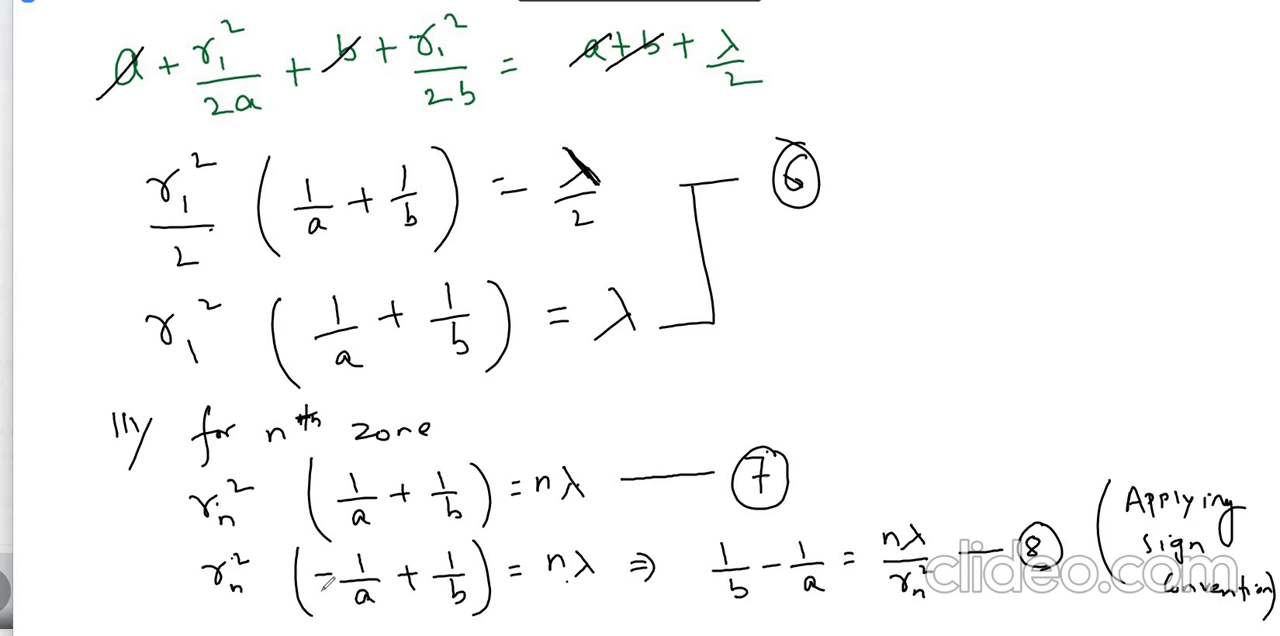 a + r₁²/2a + b + r₁²/2b = a + b + λ/2
r₁²/2 (1/a + 1/b) = λ/2 — ⑥
r₁² (1/a + 1/b) = λ
|||ly for nth zone
rₙ² (1/a + 1/b) = nλ — ⑦
rₙ² (-1/a + 1/b) = nλ ⇒ 1/b - 1/a = nλ/rₙ² — ⑧ (Applying
sign
convention)
clideo.com